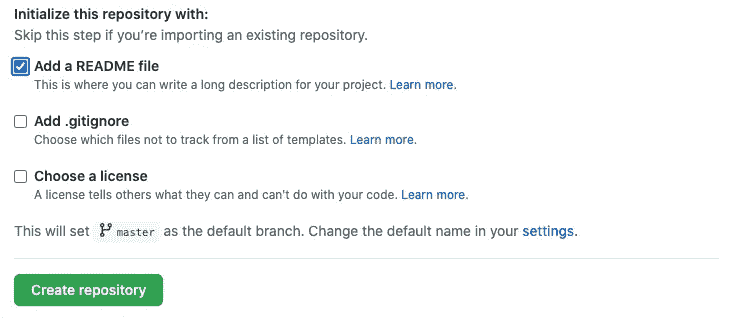 Initialize this repository with:
Skip this step if you're importing an existing repository.
Add a README file
This is where you can write a long description for your project. Learn more.
Add .gitignore
Choose which files not to track from a list of templates. Learn more.
Choose a license
A license tells others what they can and can't do with your code. Learn more.
This will set master as the default branch. Change the default name in your settings.
Create repository